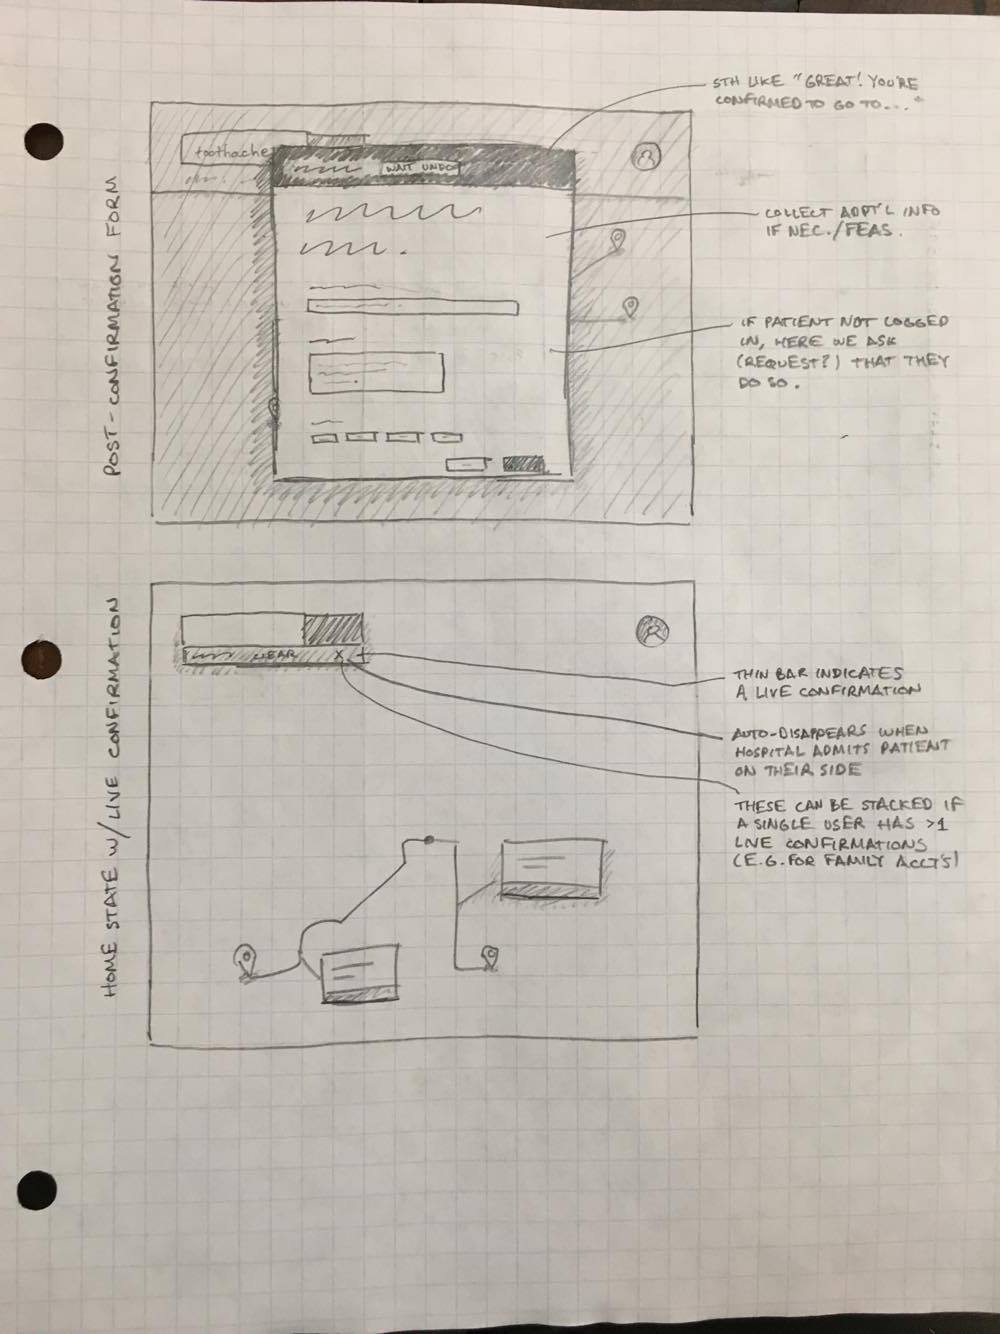 STH LIKE "GREAT! YOU'RE
CONFIRMED TO GO TO..."
POST-CONFIRMATION FORM
toothache
WAIT UNDO
COLLECT ADDT'L INFO
IF NEC./FEAS.
IF PATIENT NOT LOGGED
IN, HERE WE ASK
(REQUEST?) THAT THEY
DO SO.
HOME STATE W/ LIVE CONFIRMATION
X
THIN BAR INDICATES
A LIVE CONFIRMATION
AUTO-DISAPPEARS WHEN
HOSPITAL ADMITS PATIENT
ON THEIR SIDE
THESE CAN BE STACKED IF
A SINGLE USER HAS >1
LIVE CONFIRMATIONS
(E.G. FOR FAMILY ACCT'S)